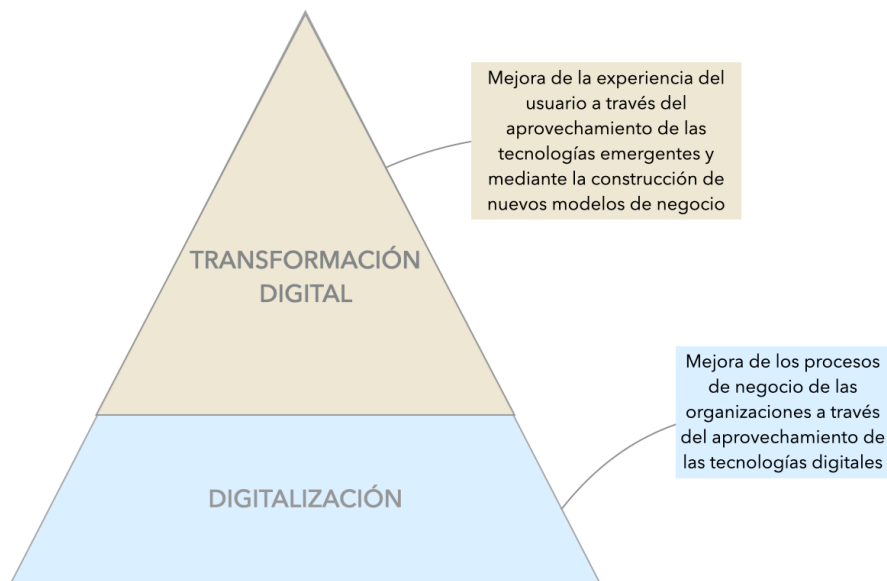 Mejora de la experiencia del
usuario a través del
aprovechamiento de las
tecnologías emergentes y
mediante la construcción de
nuevos modelos de negocio
TRANSFORMACIÓN
DIGITAL
Mejora de los procesos
de negocio de las
organizaciones a través
del aprovechamiento de
las tecnologías digitales
DIGITALIZACIÓN